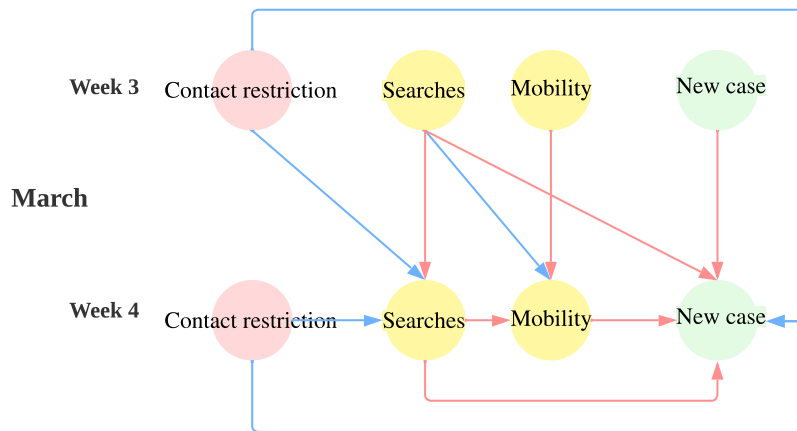 Week 3
Contact restriction
Searches
Mobility
New case
March
Week 4
Contact restriction
Searches
Mobility
New case